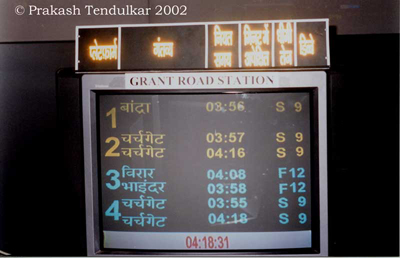 © Prakash Tendulkar 2002
प्लेटफार्म गंतव्य
GRANT ROAD STATION
1 बांद्रा 03:56 S 9
2 चर्चगेट 03:57 S 9
चर्चगेट 04:16 S 9
3 विरार 04:08 F12
भाईंदर 03:58 F12
4 चर्चगेट 03:55 S 9
चर्चगेट 04:18 S 9
04:18:31